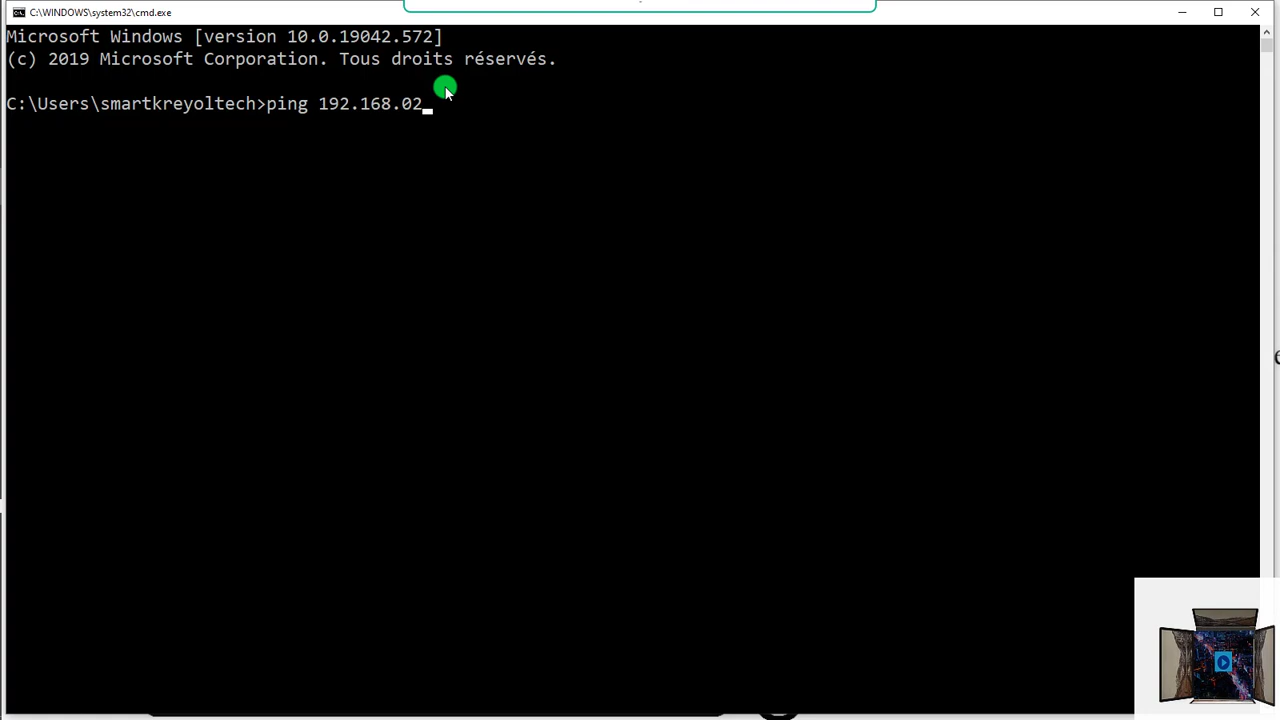 C:\WINDOWS\system32\cmd.exe
Microsoft Windows [version 10.0.19042.572]
(c) 2019 Microsoft Corporation. Tous droits réservés.
C:\Users\smartkreyoltech>ping 192.168.02